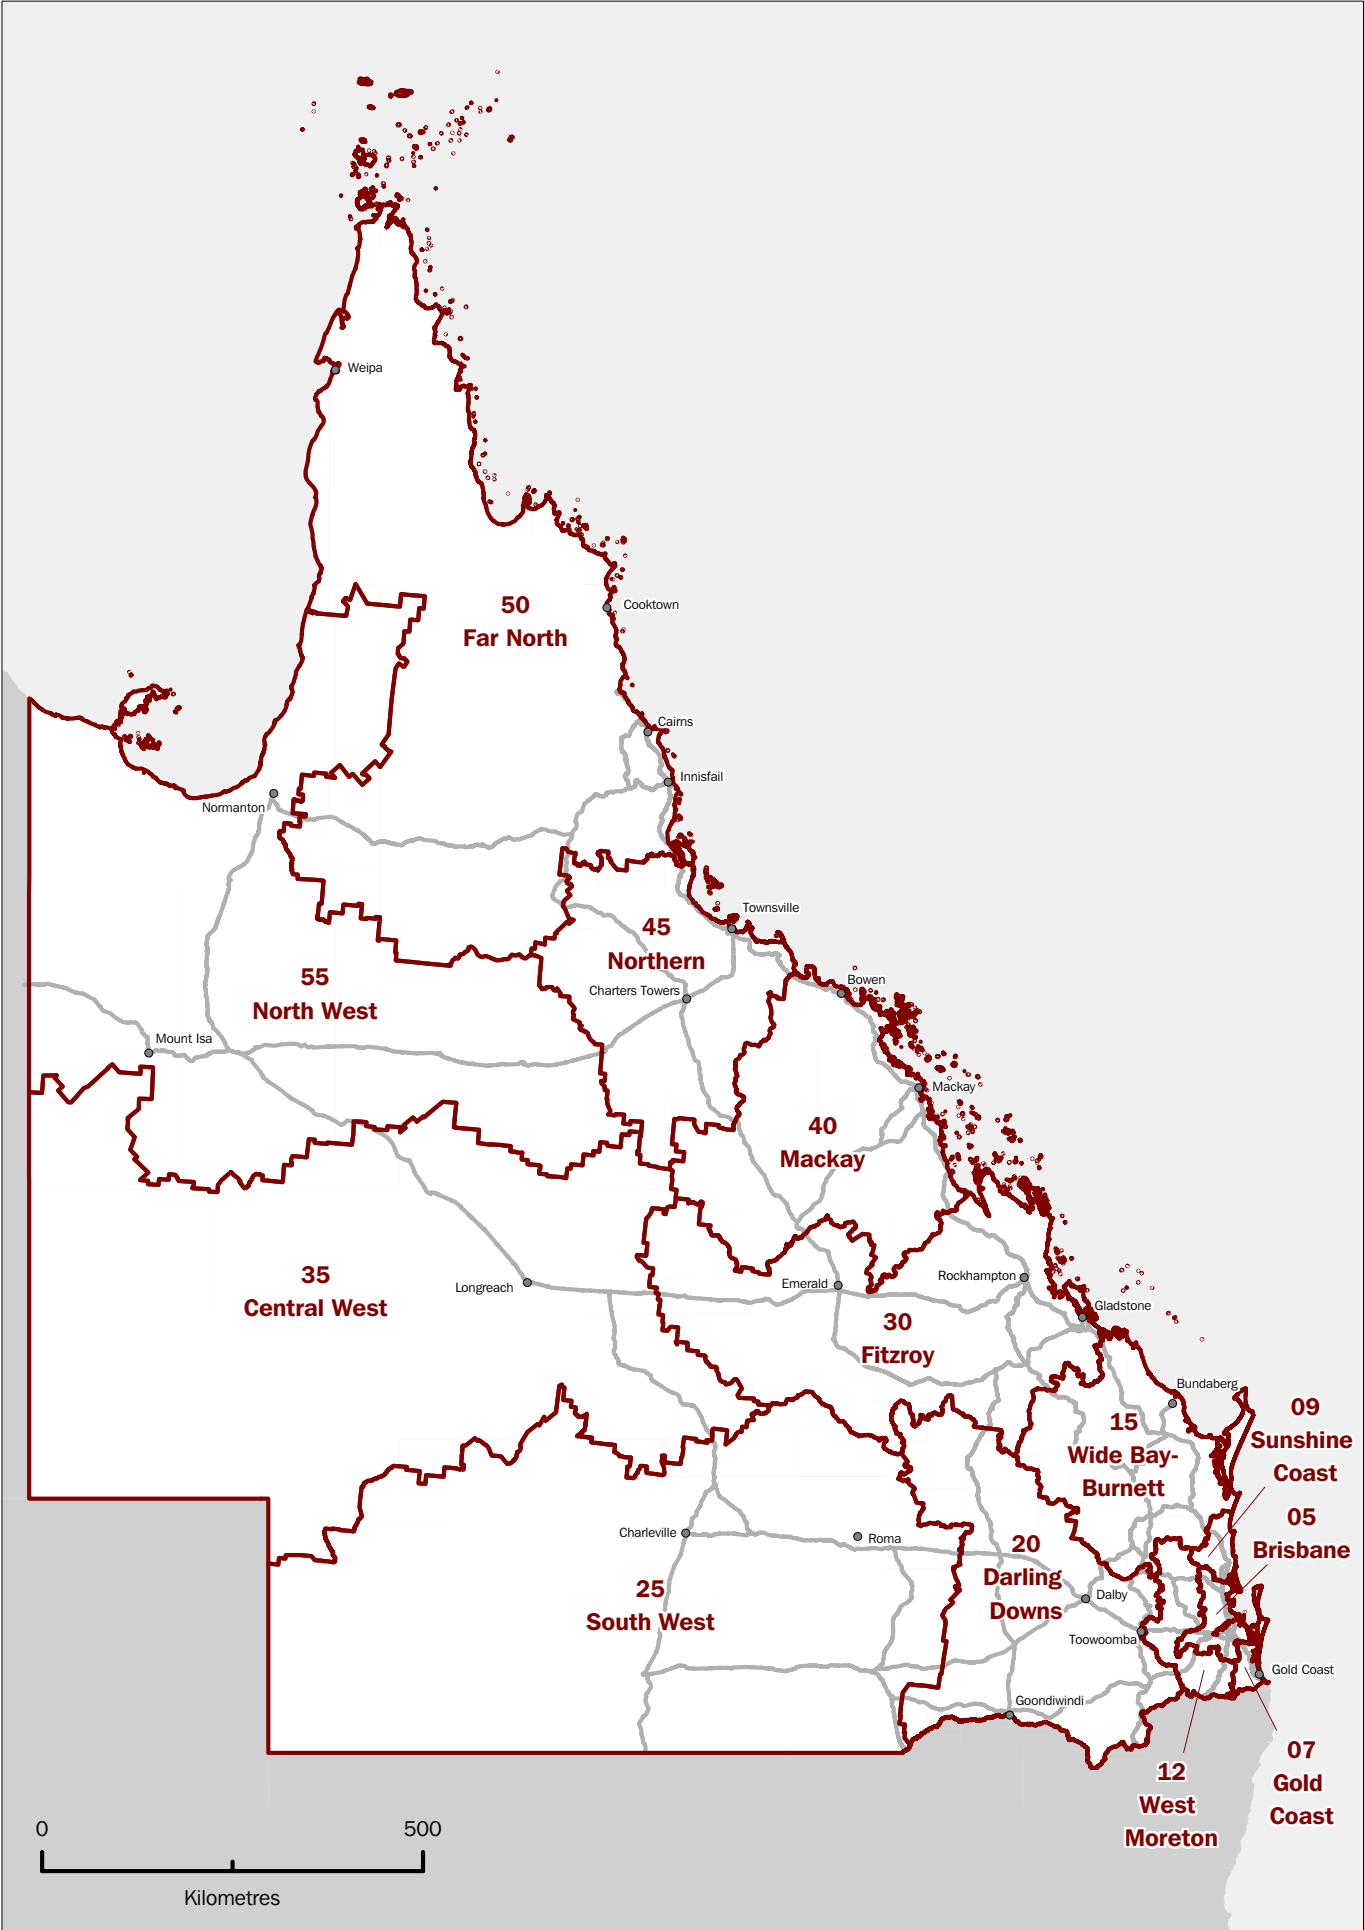 Weipa
50
Far North
Cooktown
Cairns
Innisfail
Normanton
Townsville
45
Northern
Charters Towers
55
North West
Bowen
Mount Isa
Mackay
40
Mackay
35
Central West
Longreach
Emerald
Rockhampton
Gladstone
30
Fitzroy
Bundaberg
15
Wide Bay-
Burnett
09
Sunshine
Coast
05
Brisbane
Charleville
Roma
20
Darling
Downs
25
South West
Dalby
Toowoomba
Gold Coast
Goondiwindi
07
Gold
Coast
12
West
Moreton
0
500
Kilometres